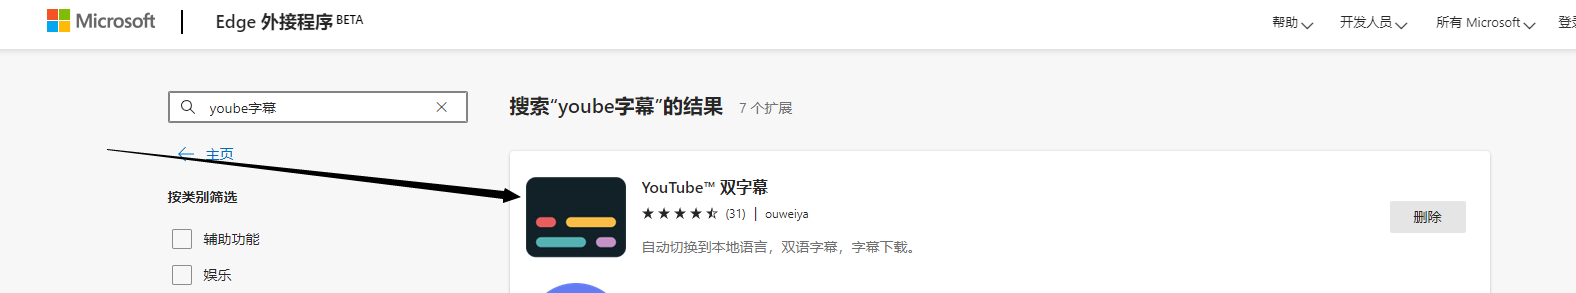 Microsoft
Edge 外接程序 BETA
帮助
开发人员
所有 Microsoft
yoube字幕
搜索“yoube字幕”的结果
7 个扩展
主页
按类别筛选
辅助功能
娱乐
YouTube™ 双字幕
(31) | ouweiya
自动切换到本地语言，双语字幕，字幕下载。
删除